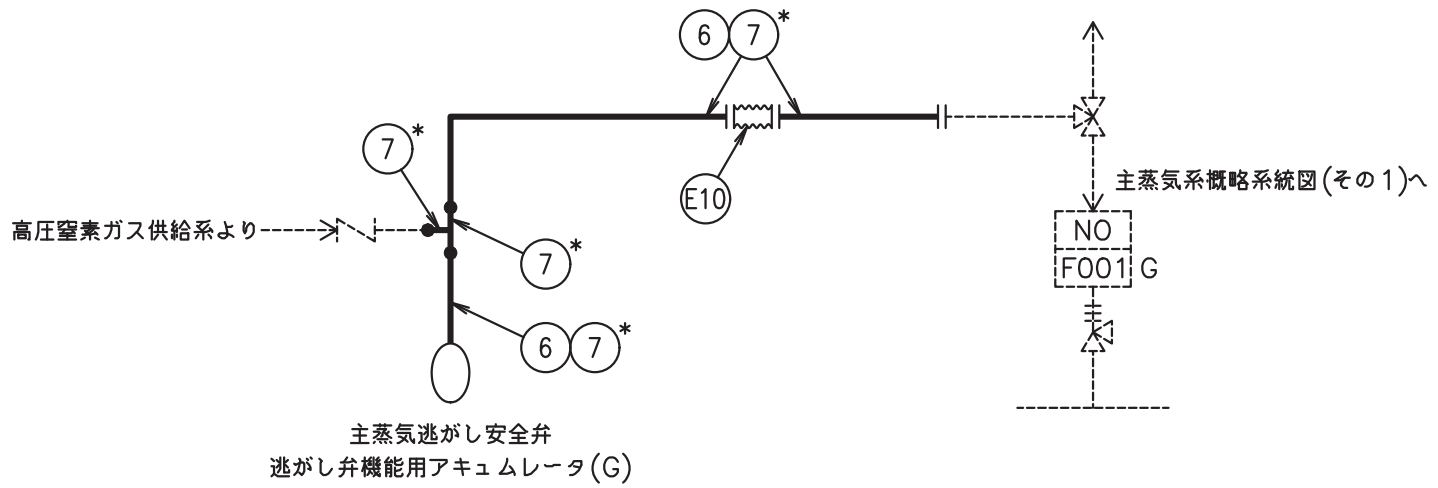 6 7*
7*
主蒸気系概略系統図(その1)へ
E10
高圧窒素ガス供給系より
NO
7*
F001 G
6 7*
主蒸気逃がし安全弁
逃がし弁機能用アキュムレータ(G)